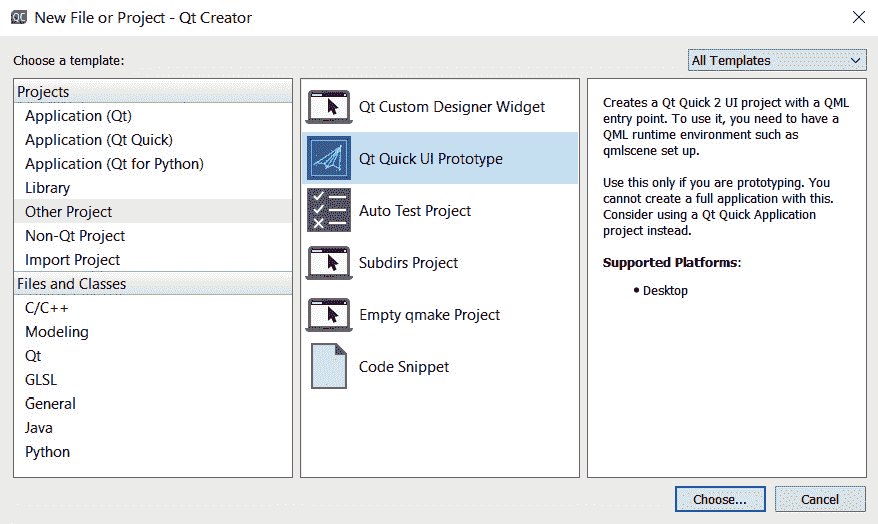 QC New File or Project - Qt Creator
Choose a template:
All Templates
Projects
Application (Qt)
Application (Qt Quick)
Application (Qt for Python)
Library
Other Project
Non-Qt Project
Import Project
Files and Classes
C/C++
Modeling
Qt
GLSL
General
Java
Python
Qt Custom Designer Widget
Qt Quick UI Prototype
Auto Test Project
Subdirs Project
Empty qmake Project
Code Snippet
Creates a Qt Quick 2 UI project with a QML
entry point. To use it, you need to have a
QML runtime environment such as
qmlscene set up.
Use this only if you are prototyping. You
cannot create a full application with this.
Consider using a Qt Quick Application
project instead.
Supported Platforms:
• Desktop
Choose...
Cancel